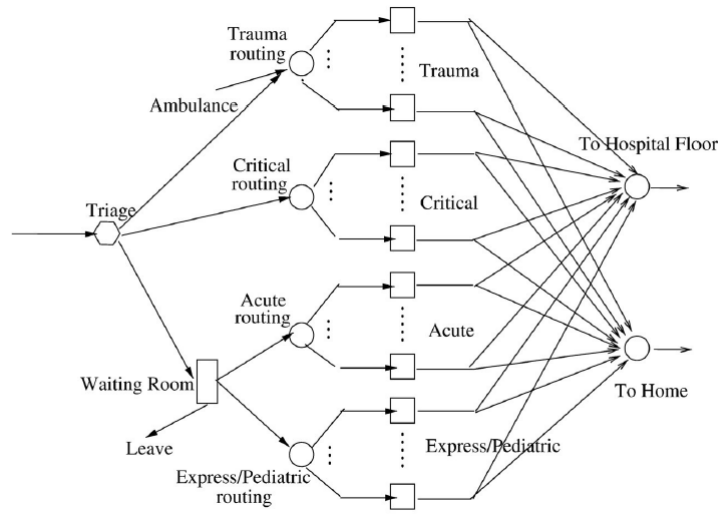 Trauma
routing
Trauma
Ambulance
To Hospital Floor
Critical
routing
Critical
Triage
Acute
routing
Acute
Waiting Room
To Home
Leave
Express/Pediatric
Express/Pediatric
routing